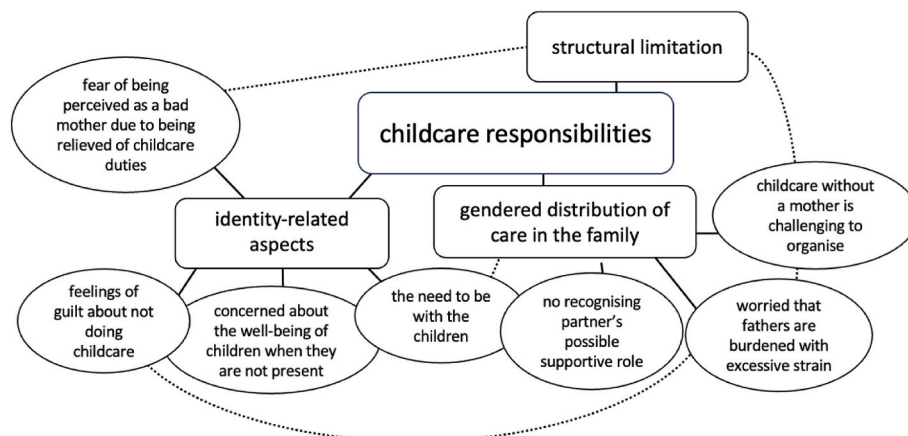 structural limitation
fear of being
perceived as a bad
mother due to being
relieved of childcare
duties
childcare responsibilities
childcare without
a mother is
challenging to
organise
identity-related
aspects
gendered distribution of
care in the family
feelings of
guilt about not
doing
childcare
concerned about
the well-being of
children when they
are not present
the need to be
with the
children
no recognising
partner's
possible
supportive role
worried that
fathers are
burdened with
excessive strain